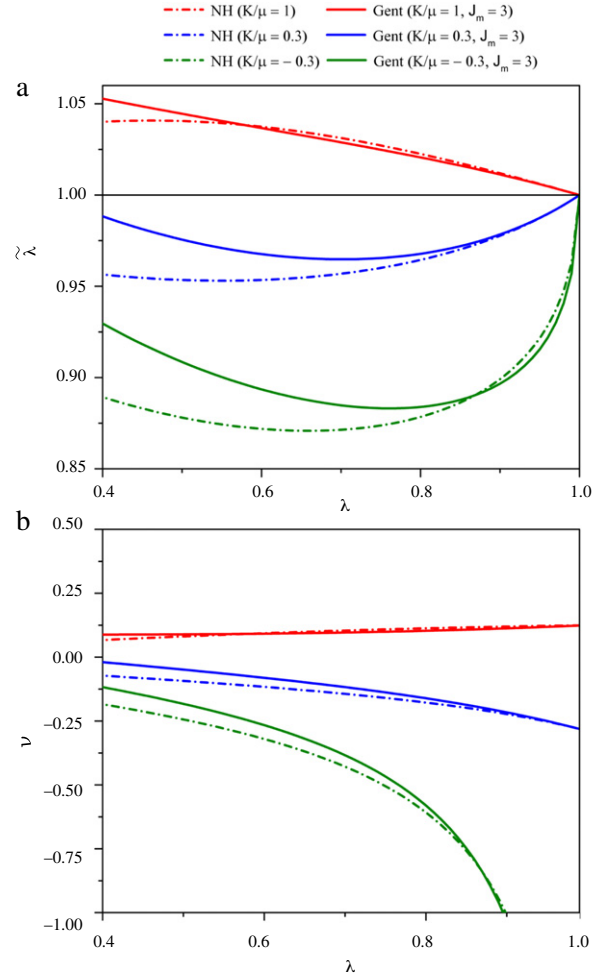 NH (K/μ = 1) Gent (K/μ = 1, Jₘ = 3)
NH (K/μ = 0.3) Gent (K/μ = 0.3, Jₘ = 3)
NH (K/μ = − 0.3) Gent (K/μ = − 0.3, Jₘ = 3)
a
1.05
1.00
λ̃
0.95
0.90
0.85
0.4 0.6 0.8 1.0
λ
b
0.50
0.25
0.00
−0.25
ν
−0.50
−0.75
−1.00
0.4 0.6 0.8 1.0
λ